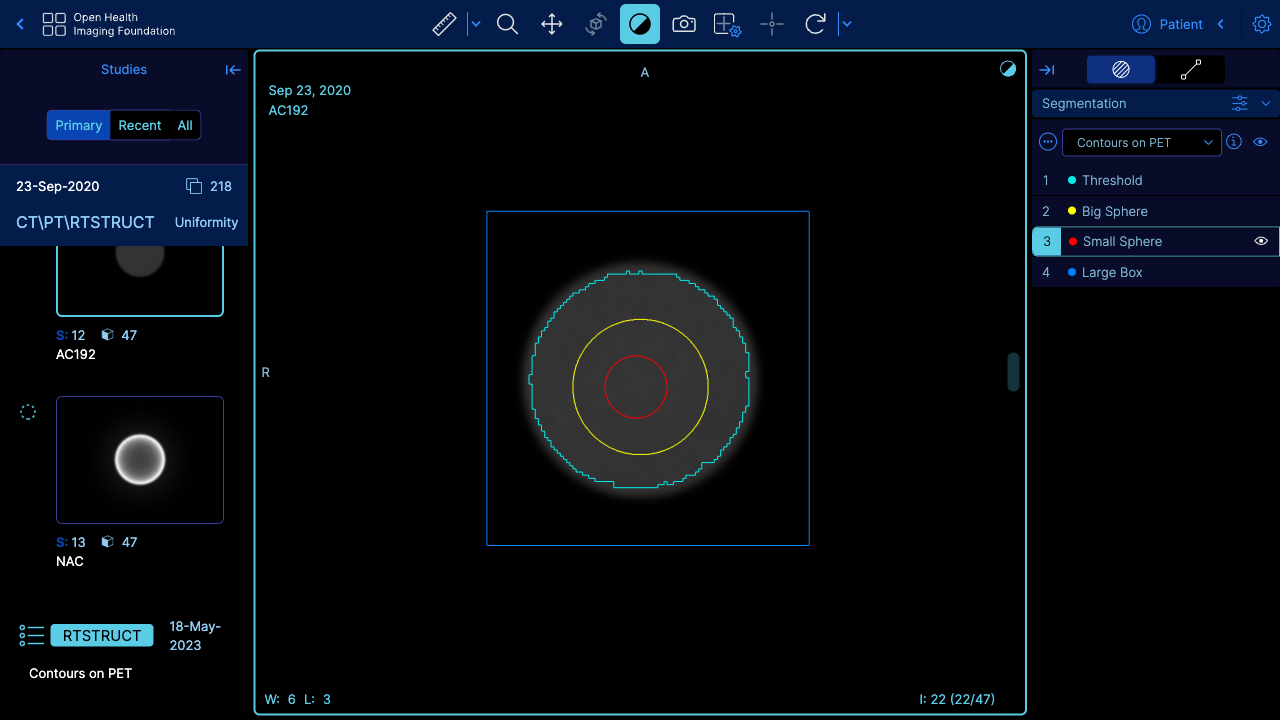 Open Health
Imaging Foundation
Patient
Studies
Primary Recent All
23-Sep-2020 218
CT\PT\RTSTRUCT Uniformity
S: 12 47
AC192
S: 13 47
NAC
RTSTRUCT 18-May-
2023
Contours on PET
Sep 23, 2020
AC192
A
R
W: 6 L: 3
I: 22 (22/47)
Segmentation
Contours on PET
1 Threshold
2 Big Sphere
3 Small Sphere
4 Large Box